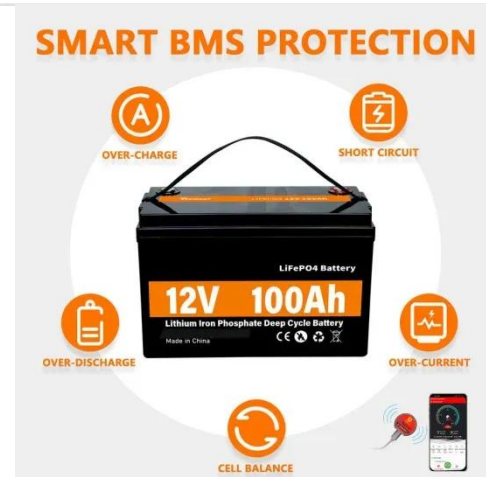 SMART BMS PROTECTION
OVER-CHARGE
SHORT CIRCUIT
LiFePO4 Battery
12V 100Ah
Lithium Iron Phosphate Deep Cycle Battery
Made in China
CE
OVER-DISCHARGE
OVER-CURRENT
CELL BALANCE